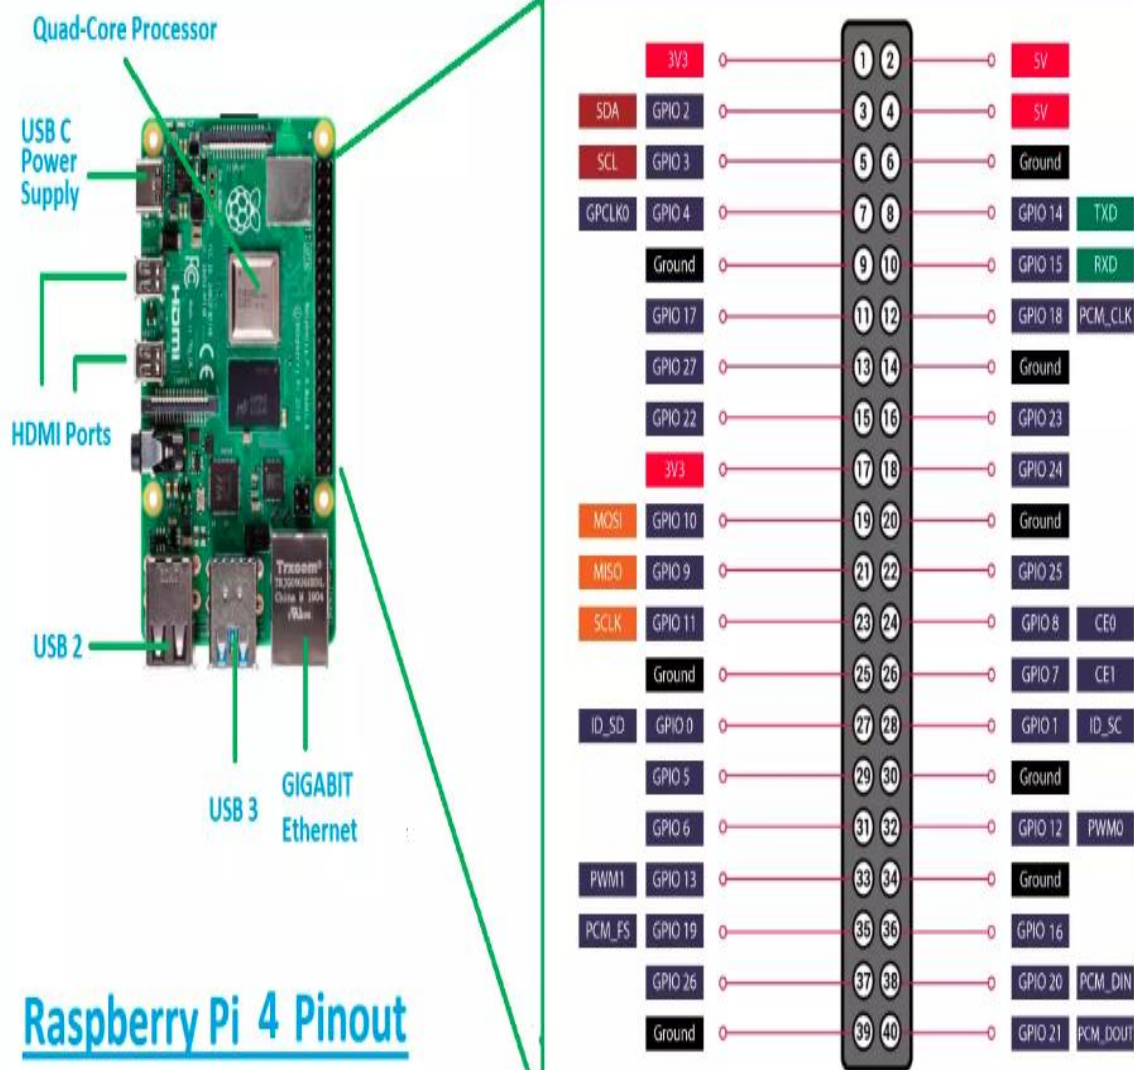 Quad-Core Processor
USB C
Power
Supply
HDMI
HDMI Ports
Trxcom
China
USB 2
USB 3
GIGABIT
Ethernet
Raspberry Pi 4 Pinout
3V3 1 2 5V
SDA GPIO 2 3 4 5V
SCL GPIO 3 5 6 Ground
GPCLK0 GPIO 4 7 8 GPIO 14 TXD
Ground 9 10 GPIO 15 RXD
GPIO 17 11 12 GPIO 18 PCM_CLK
GPIO 27 13 14 Ground
GPIO 22 15 16 GPIO 23
3V3 17 18 GPIO 24
MOSI GPIO 10 19 20 Ground
MISO GPIO 9 21 22 GPIO 25
SCLK GPIO 11 23 24 GPIO 8 CE0
Ground 25 26 GPIO 7 CE1
ID_SD GPIO 0 27 28 GPIO 1 ID_SC
GPIO 5 29 30 Ground
GPIO 6 31 32 GPIO 12 PWM0
PWM1 GPIO 13 33 34 Ground
PCM_FS GPIO 19 35 36 GPIO 16
GPIO 26 37 38 GPIO 20 PCM_DIN
Ground 39 40 GPIO 21 PCM_DOUT